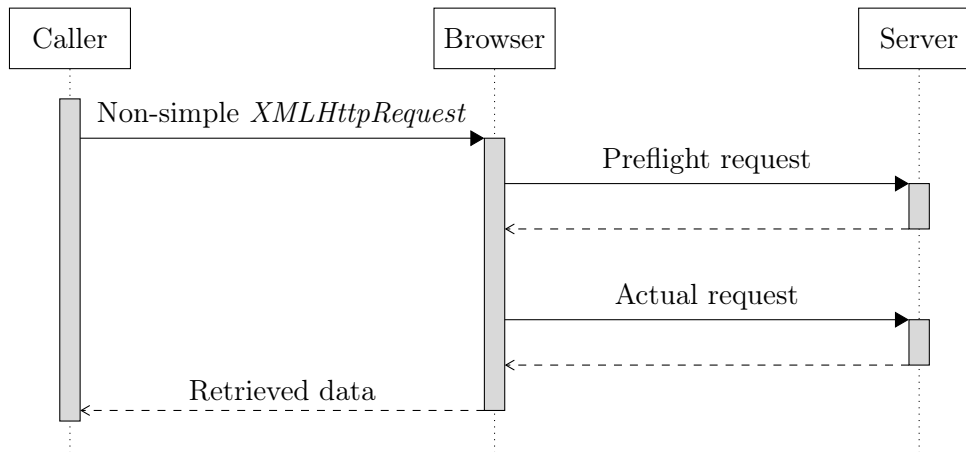 Caller
Browser
Server
Non-simple XMLHttpRequest
Preflight request
Actual request
Retrieved data